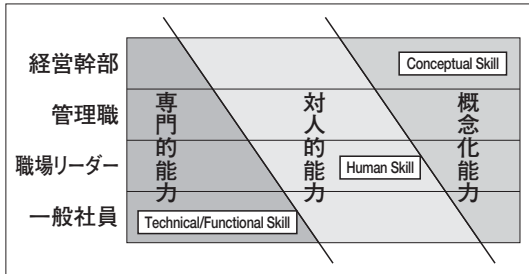 経営幹部
Conceptual Skill
管理職
専門的能力
対人的能力
概念化能力
職場リーダー
Human Skill
一般社員
Technical/Functional Skill